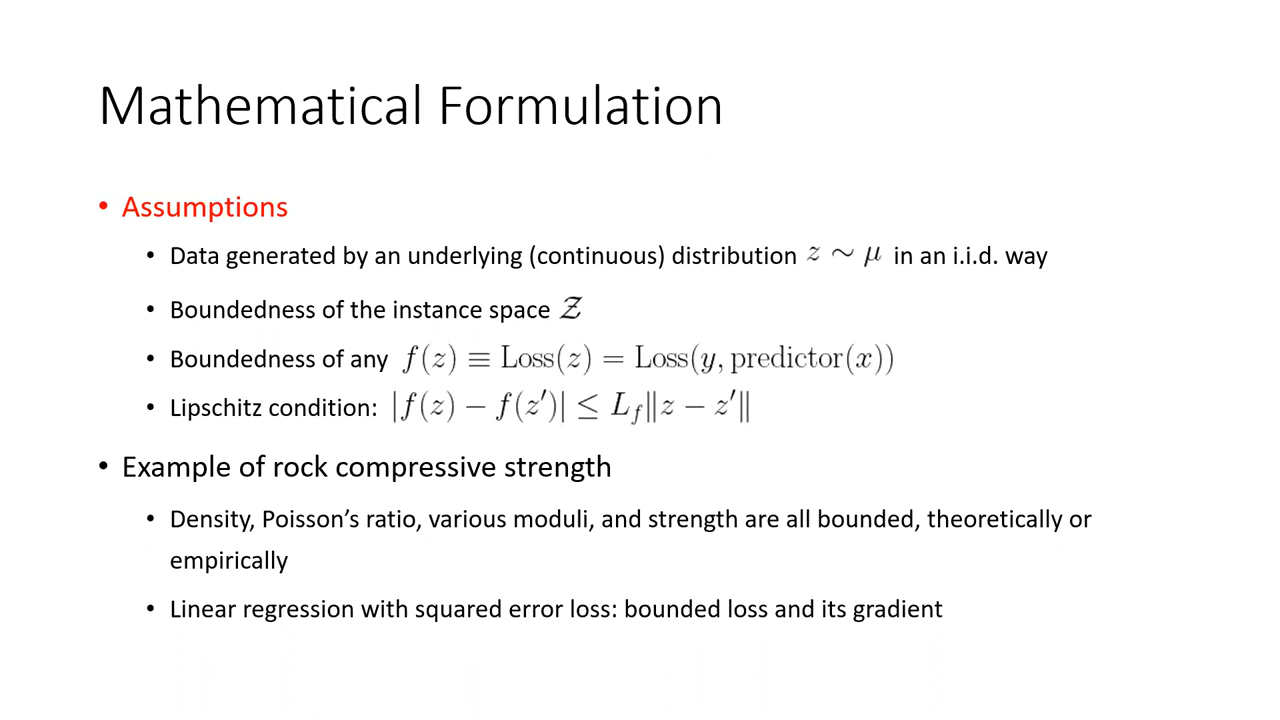 Mathematical Formulation
• Assumptions
• Data generated by an underlying (continuous) distribution z ∼ μ in an i.i.d. way
• Boundedness of the instance space 𝒵
• Boundedness of any f(z) ≡ Loss(z) = Loss(y, predictor(x))
• Lipschitz condition: |f(z) − f(z′)| ≤ L_f‖z − z′‖
• Example of rock compressive strength
• Density, Poisson’s ratio, various moduli, and strength are all bounded, theoretically or
empirically
• Linear regression with squared error loss: bounded loss and its gradient